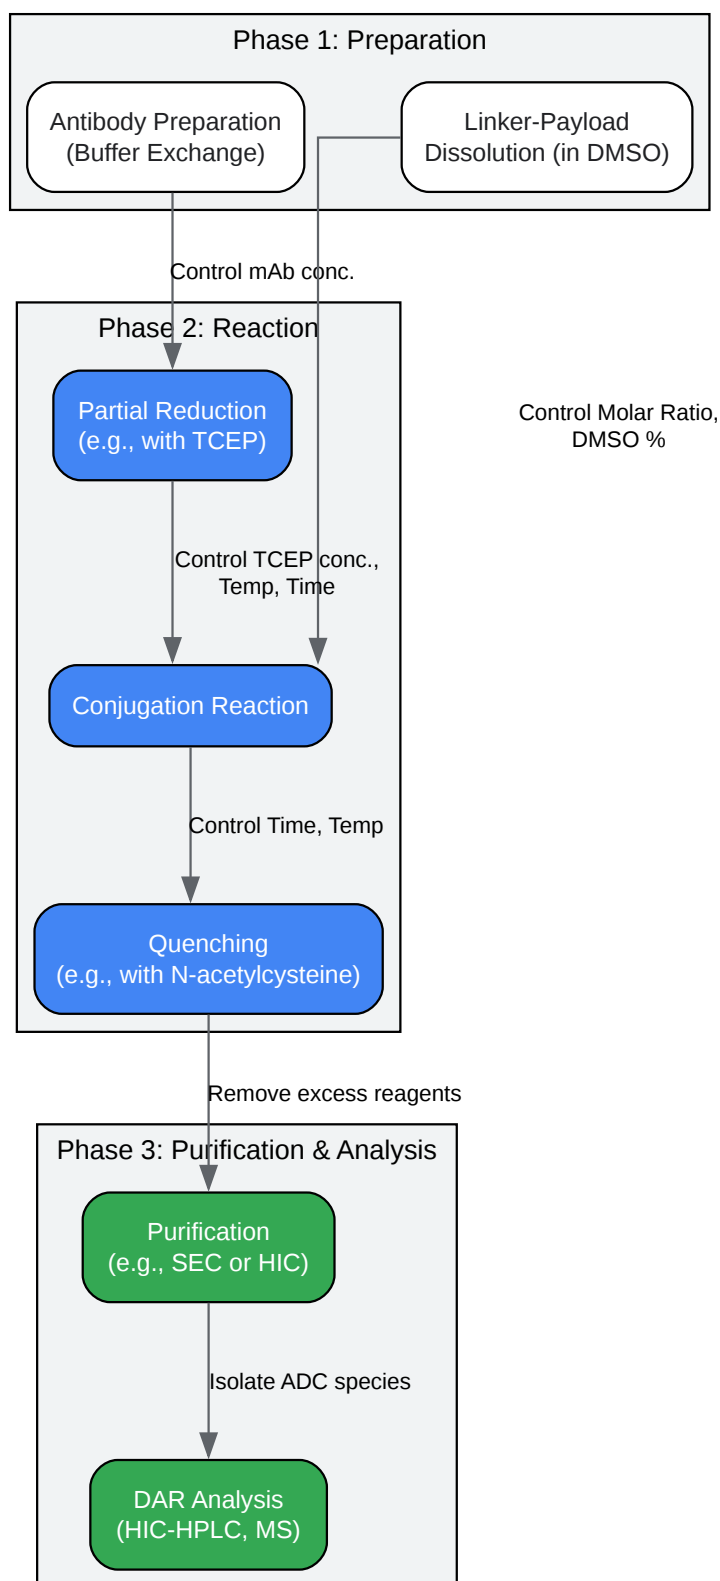 Phase 1: Preparation
Antibody Preparation
(Buffer Exchange)
Linker-Payload
Dissolution (in DMSO)
Control mAb conc.
Phase 2: Reaction
Partial Reduction
(e.g., with TCEP)
Control Molar Ratio,
DMSO %
Control TCEP conc.,
Temp, Time
Conjugation Reaction
Control Time, Temp
Quenching
(e.g., with N-acetylcysteine)
Remove excess reagents
Phase 3: Purification & Analysis
Purification
(e.g., SEC or HIC)
Isolate ADC species
DAR Analysis
(HIC-HPLC, MS)